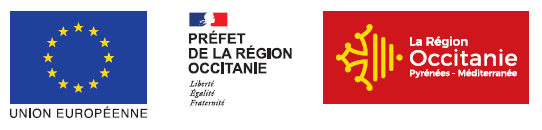 UNION EUROPÉENNE
PRÉFET
DE LA RÉGION
OCCITANIE
Liberté
Égalité
Fraternité
La Région
Occitanie
Pyrénées - Méditerranée